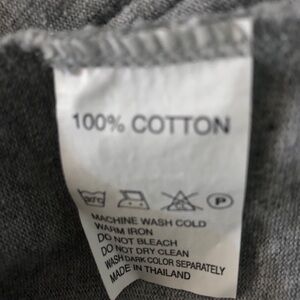 100% COTTON
30°C P
MACHINE WASH COLD
WARM IRON
DO NOT BLEACH
DO NOT DRY CLEAN
WASH DARK COLOR SEPARATELY
MADE IN THAILAND